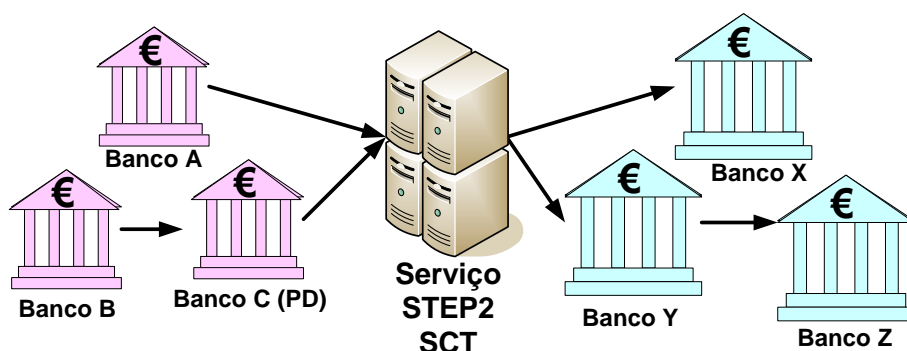 €
Banco A
€
Banco B
€
Banco C (PD)
Serviço
STEP2
SCT
€
Banco X
€
Banco Y
€
Banco Z